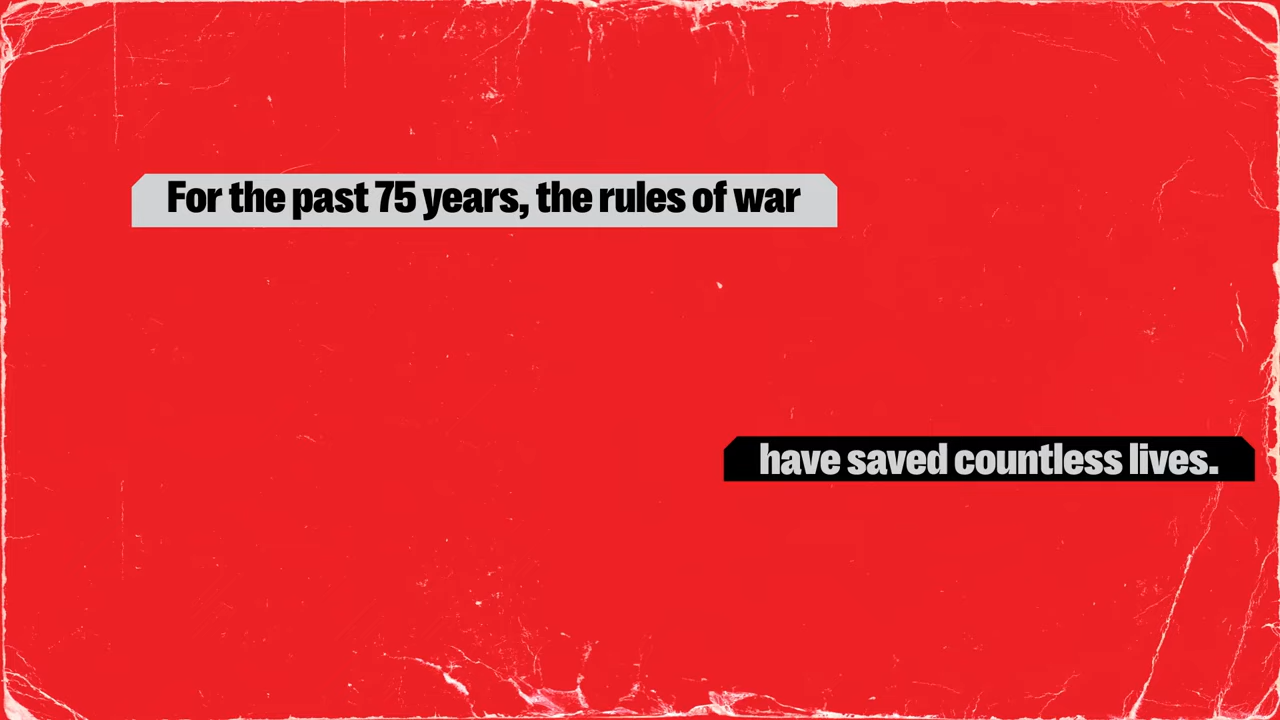 For the past 75 years, the rules of war
have saved countless lives.